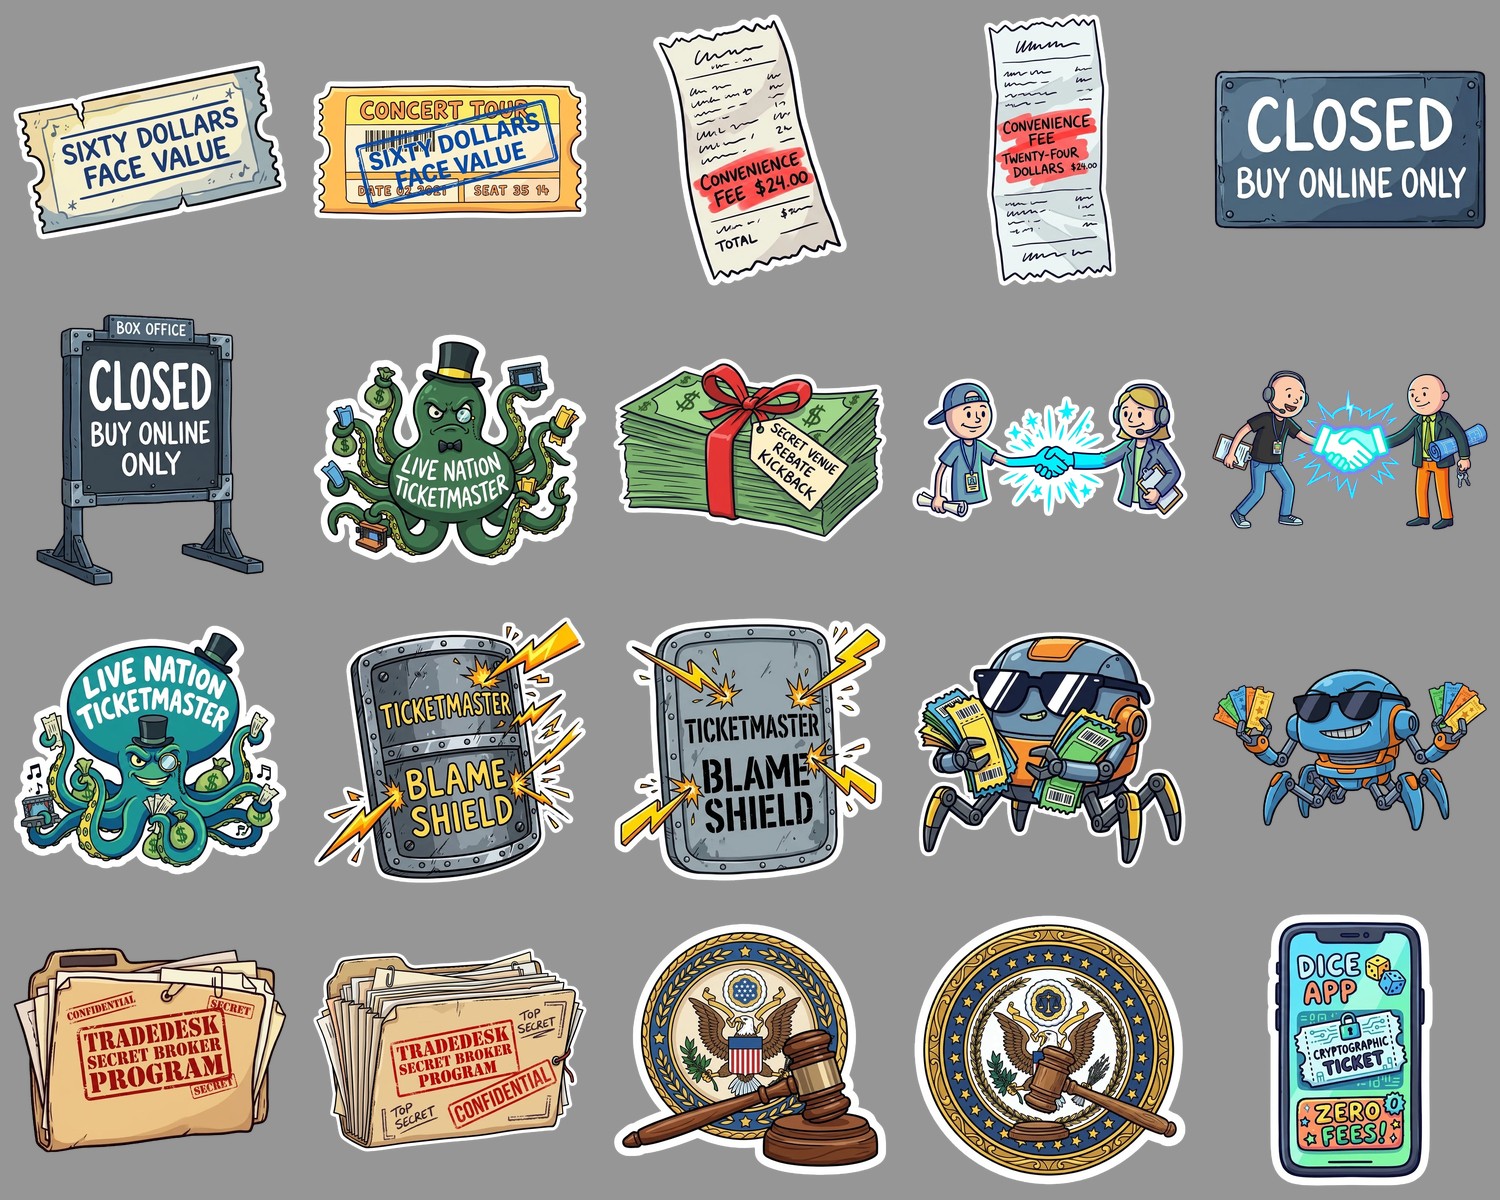 SIXTY DOLLARS
FACE VALUE
CONCERT TOUR
SIXTY DOLLARS
FACE VALUE
SEAT 35 14
CONVENIENCE
FEE $24.00
TOTAL
CONVENIENCE
FEE
TWENTY-FOUR
DOLLARS $24.00
CLOSED
BUY ONLINE ONLY
BOX OFFICE
CLOSED
BUY ONLINE
ONLY
LIVE NATION
TICKETMASTER
SECRET VENUE
REBATE
KICKBACK
LIVE NATION
TICKETMASTER
TICKETMASTER
BLAME
SHIELD
TICKETMASTER
BLAME
SHIELD
CONFIDENTIAL
SECRET
TRADEDESK
SECRET BROKER
PROGRAM
SECRET
TOP
SECRET
TRADEDESK
SECRET BROKER
PROGRAM
TOP
SECRET
CONFIDENTIAL
DICE
APP
CRYPTOGRAPHIC
TICKET
ZERO
FEES!
0